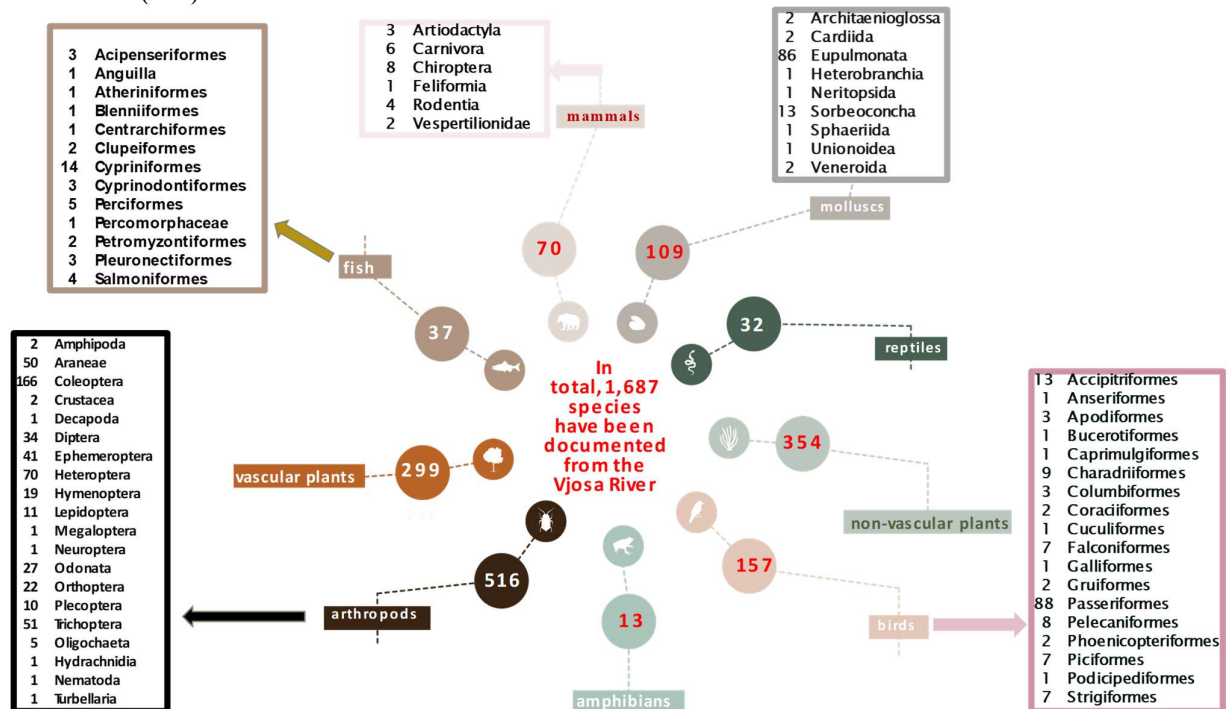 3 Artiodactyla
6 Carnivora
8 Chiroptera
1 Feliformia
4 Rodentia
2 Vespertilionidae
mammals
70
2 Architaenioglossa
2 Cardiida
86 Eupulmonata
1 Heterobranchia
1 Neritopsida
13 Sorbeoconcha
1 Sphaeriida
1 Unionoidea
2 Veneroida
molluscs
109
3 Acipenseriformes
1 Anguilla
1 Atheriniformes
1 Blenniiformes
1 Centrarchiformes
2 Clupeiformes
14 Cypriniformes
3 Cyprinodontiformes
5 Perciformes
1 Percomorphaceae
2 Petromyzontiformes
3 Pleuronectiformes
4 Salmoniformes
fish
37
32
reptiles
In
total,1,687
species
have been
documented
from the
Vjosa River
354
non-vascular plants
vascular plants
299
2 Amphipoda
50 Araneae
166 Coleoptera
2 Crustacea
1 Decapoda
34 Diptera
41 Ephemeroptera
70 Heteroptera
19 Hymenoptera
11 Lepidoptera
1 Megaloptera
1 Neuroptera
27 Odonata
22 Orthoptera
10 Plecoptera
51 Trichoptera
5 Oligochaeta
1 Hydrachnidia
1 Nematoda
1 Turbellaria
arthropods
516
13
amphibians
157
birds
13 Accipitriformes
1 Anseriformes
3 Apodiformes
1 Bucerotiformes
1 Caprimulgiformes
9 Charadriiformes
3 Columbiformes
2 Coraciiformes
1 Cuculiformes
7 Falconiformes
1 Galliformes
2 Gruiformes
88 Passeriformes
8 Pelecaniformes
2 Phoenicopteriformes
7 Piciformes
1 Podicipediformes
7 Strigiformes